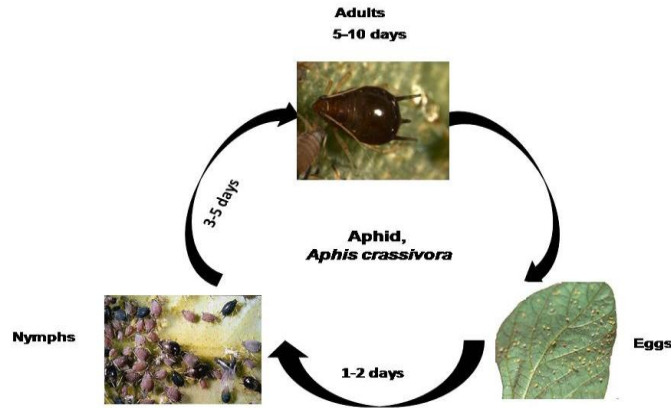 Adults
5-10 days
3-5 days
Aphid,
Aphis crassivora
Nymphs
Eggs
1-2 days